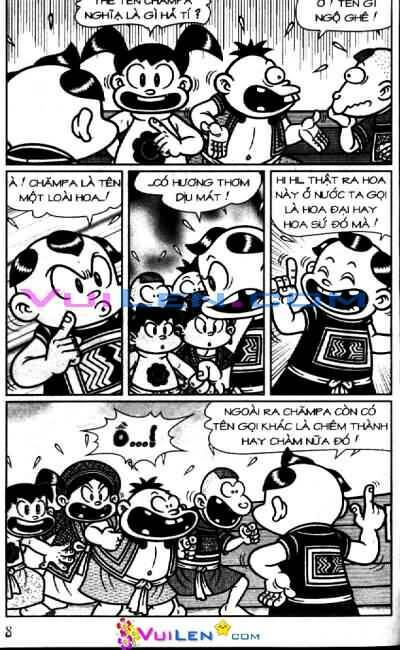 THẾ TÊN CHĂMPA
NGHĨA LÀ GÌ HẢ TÍ?
Ờ! TÊN GÌ
NGỘ GHÊ!
À! CHĂMPA LÀ TÊN
MỘT LOÀI HOA..!
..CÓ HƯƠNG THƠM
DỊU MÁT!
HI HI.. THẬT RA HOA
NÀY Ở NƯỚC TA GỌI
LÀ HOA ĐẠI HAY
HOA SỨ ĐÓ MÀ!
VUILEN.COM
Ồ...!
NGOÀI RA CHĂMPA CÒN CÓ
TÊN GỌI KHÁC LÀ CHIÊM THÀNH
HAY CHÀM NỮA ĐÓ!
8
VUILEN.COM